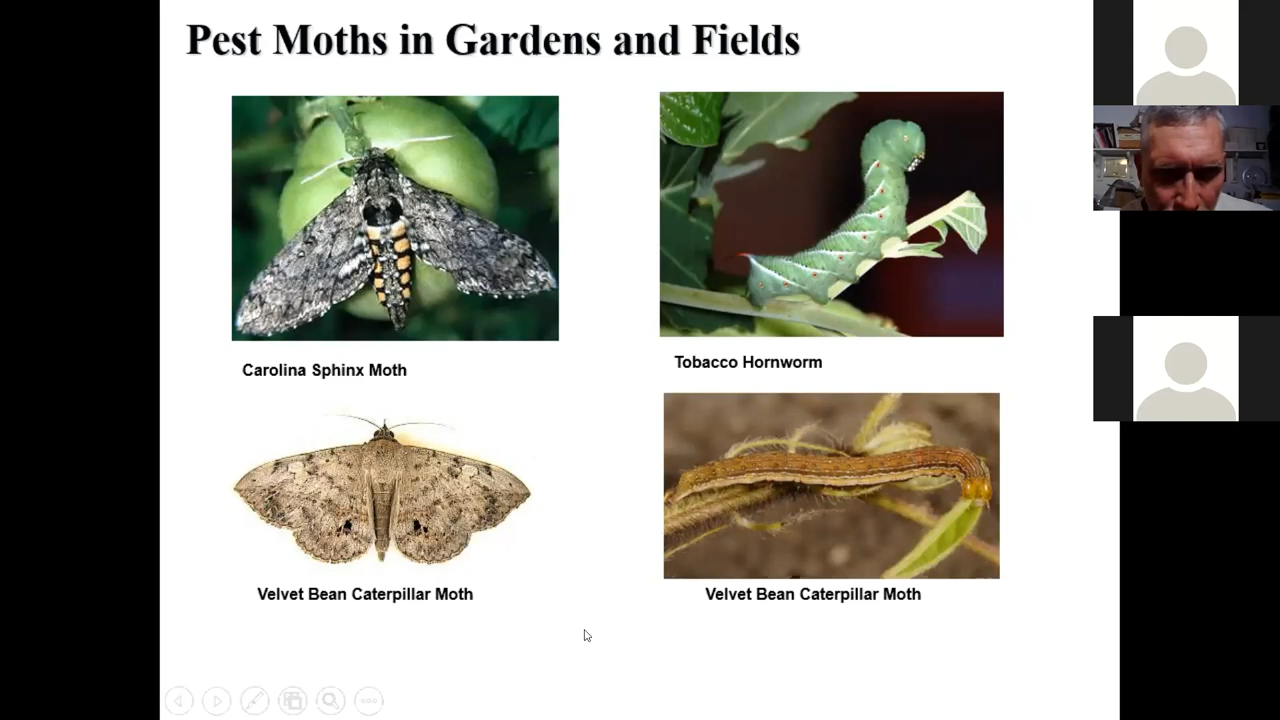 Pest Moths in Gardens and Fields
Carolina Sphinx Moth
Tobacco Hornworm
Velvet Bean Caterpillar Moth
Velvet Bean Caterpillar Moth